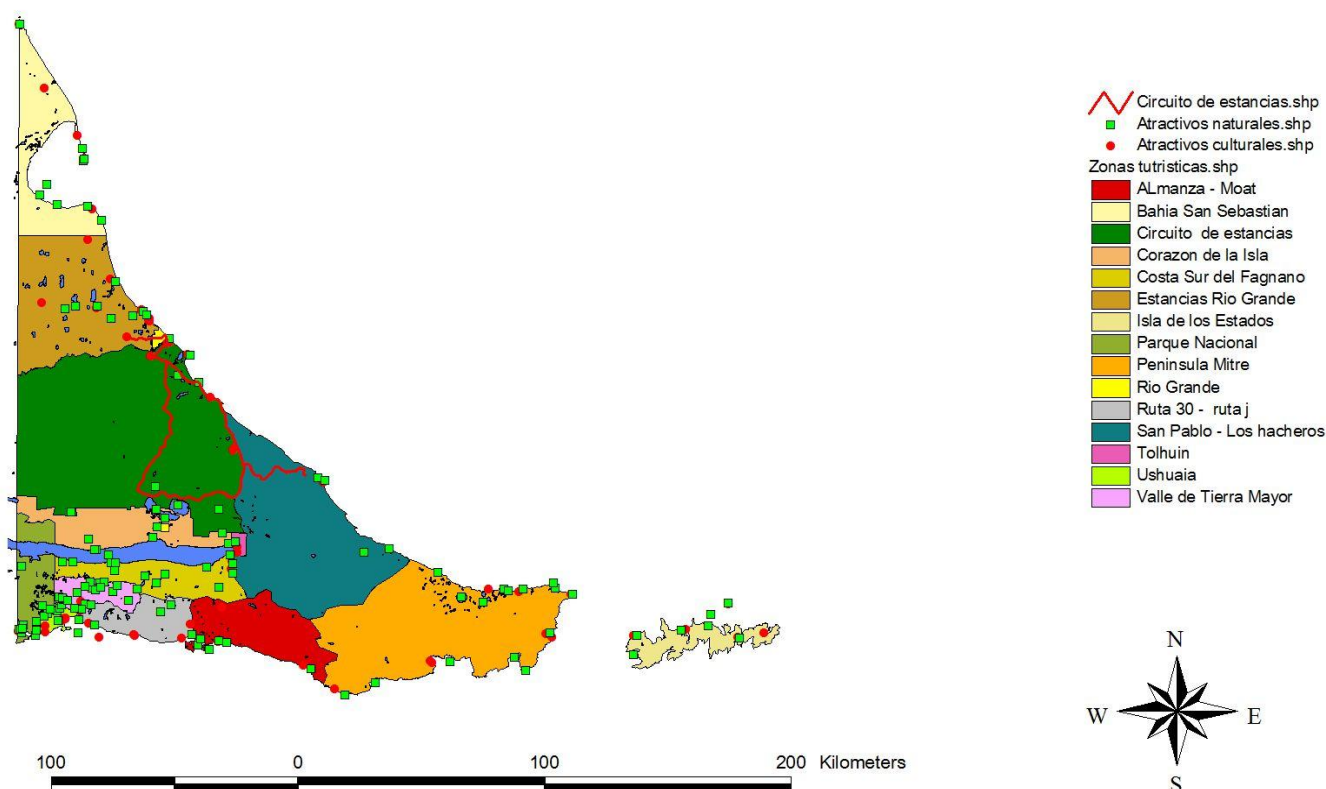 Circuito de estancias.shp
Atractivos naturales.shp
Atractivos culturales.shp
Zonas tutristicas.shp
ALmanza - Moat
Bahia San Sebastian
Circuito de estancias
Corazon de la Isla
Costa Sur del Fagnano
Estancias Rio Grande
Isla de los Estados
Parque Nacional
Peninsula Mitre
Rio Grande
Ruta 30 - ruta j
San Pablo - Los hacheros
Tolhuin
Ushuaia
Valle de Tierra Mayor
N
W E
S
100 0 100 200 Kilometers